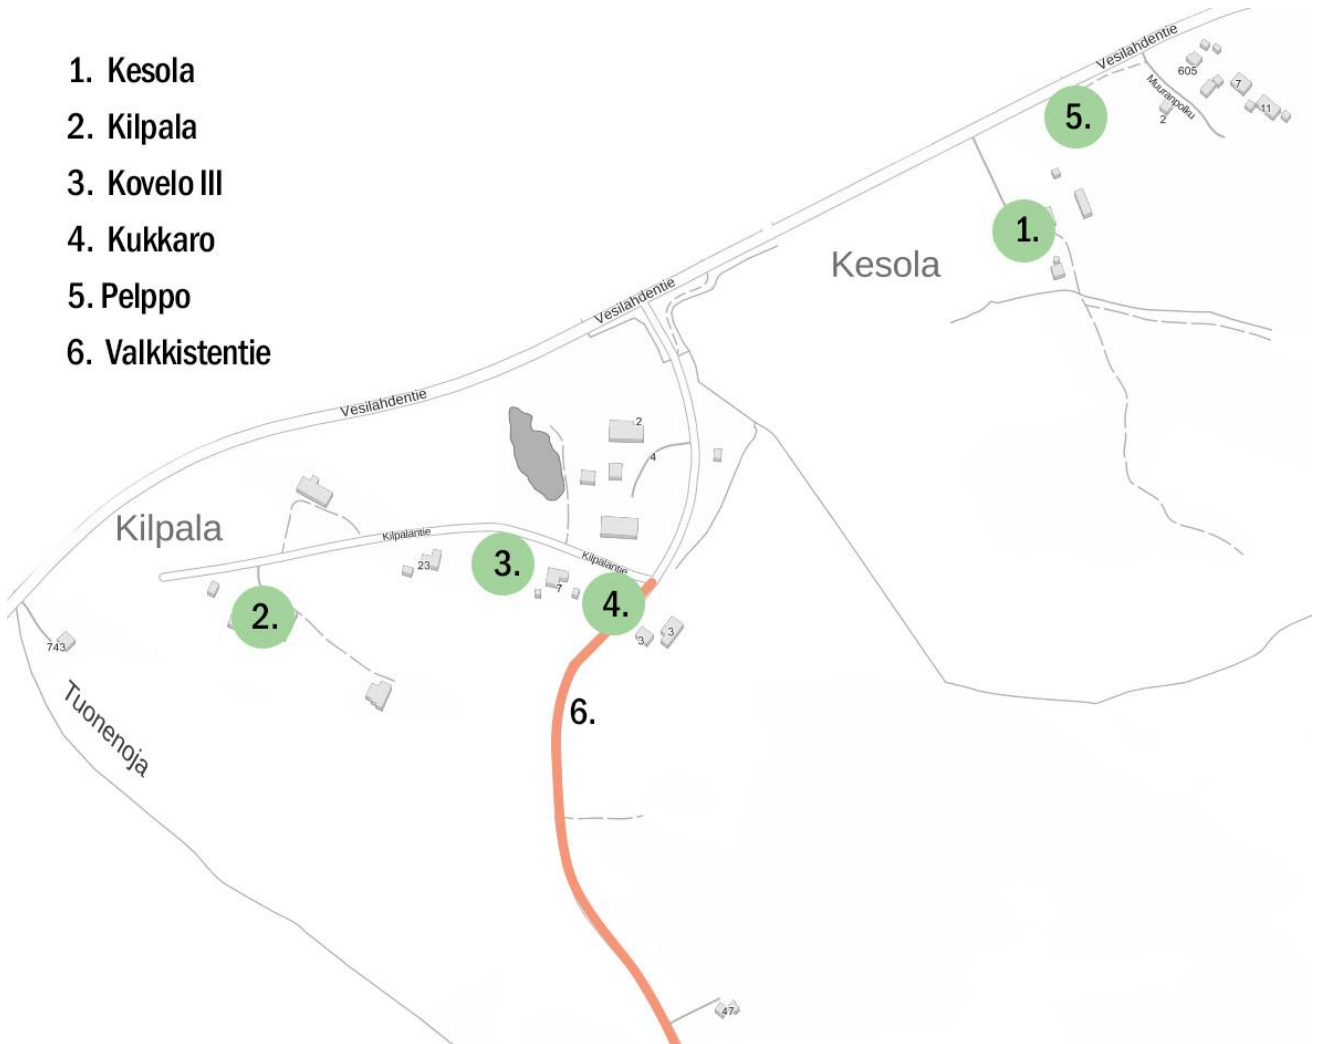 1. Kesola
2. Kilpala
3. Kovelo III
4. Kukkaro
5. Pelppo
6. Valkkistentie
Vesilahdentie
605
7
11
Muuranpolku
2
5.
1.
Kesola
Vesilahdentie
Vesilahdentie
2
4
Kilpala
Kilpalantie
Kilpalantie
23
3.
7
4.
2.
3
3
743
Tuonenoja
6.
47